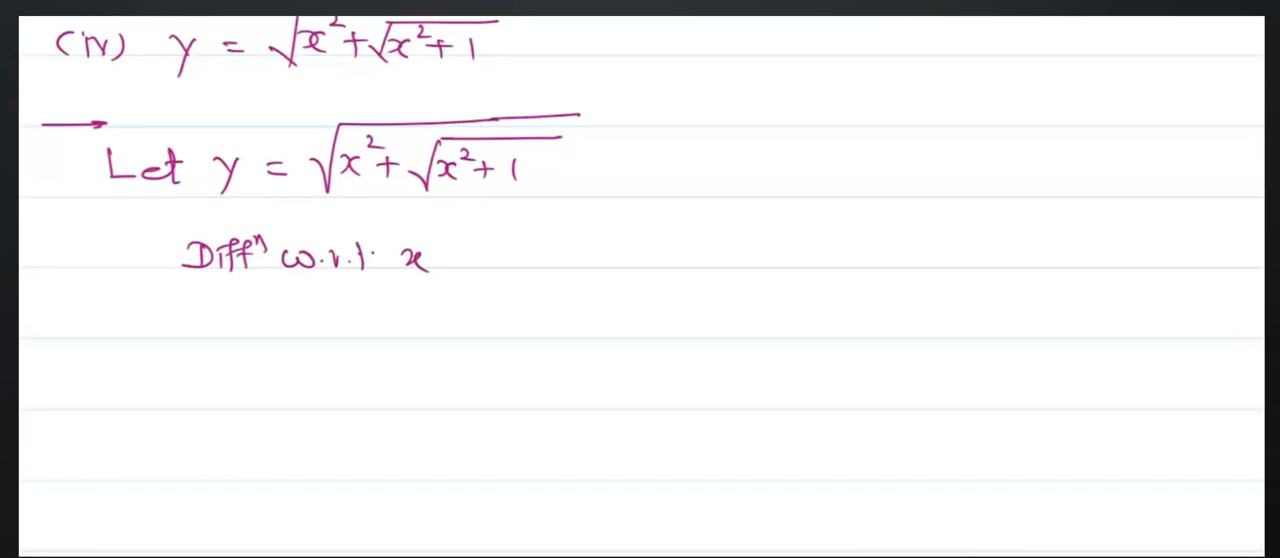 (iv) y = √x²+√x²+1
Let y = √x²+√x²+1
Diffⁿ w.r.t. x